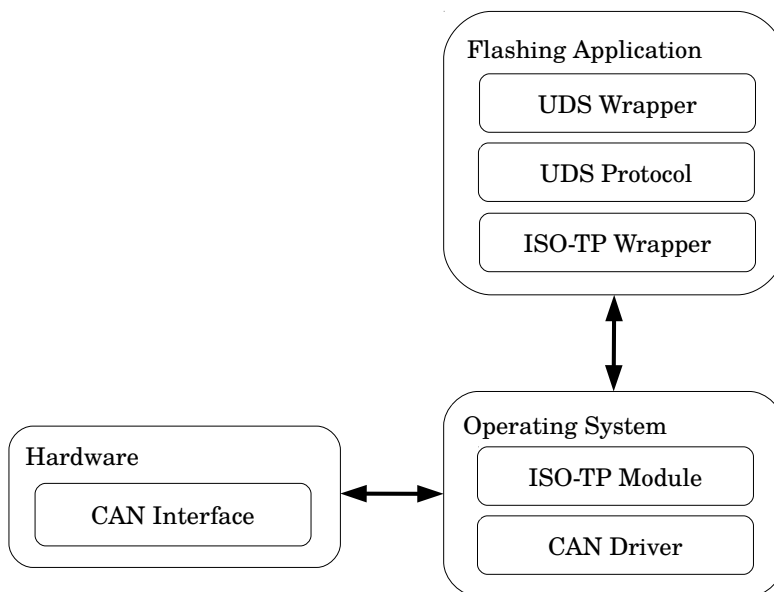 Flashing Application
UDS Wrapper
UDS Protocol
ISO-TP Wrapper
Operating System
ISO-TP Module
CAN Driver
Hardware
CAN Interface